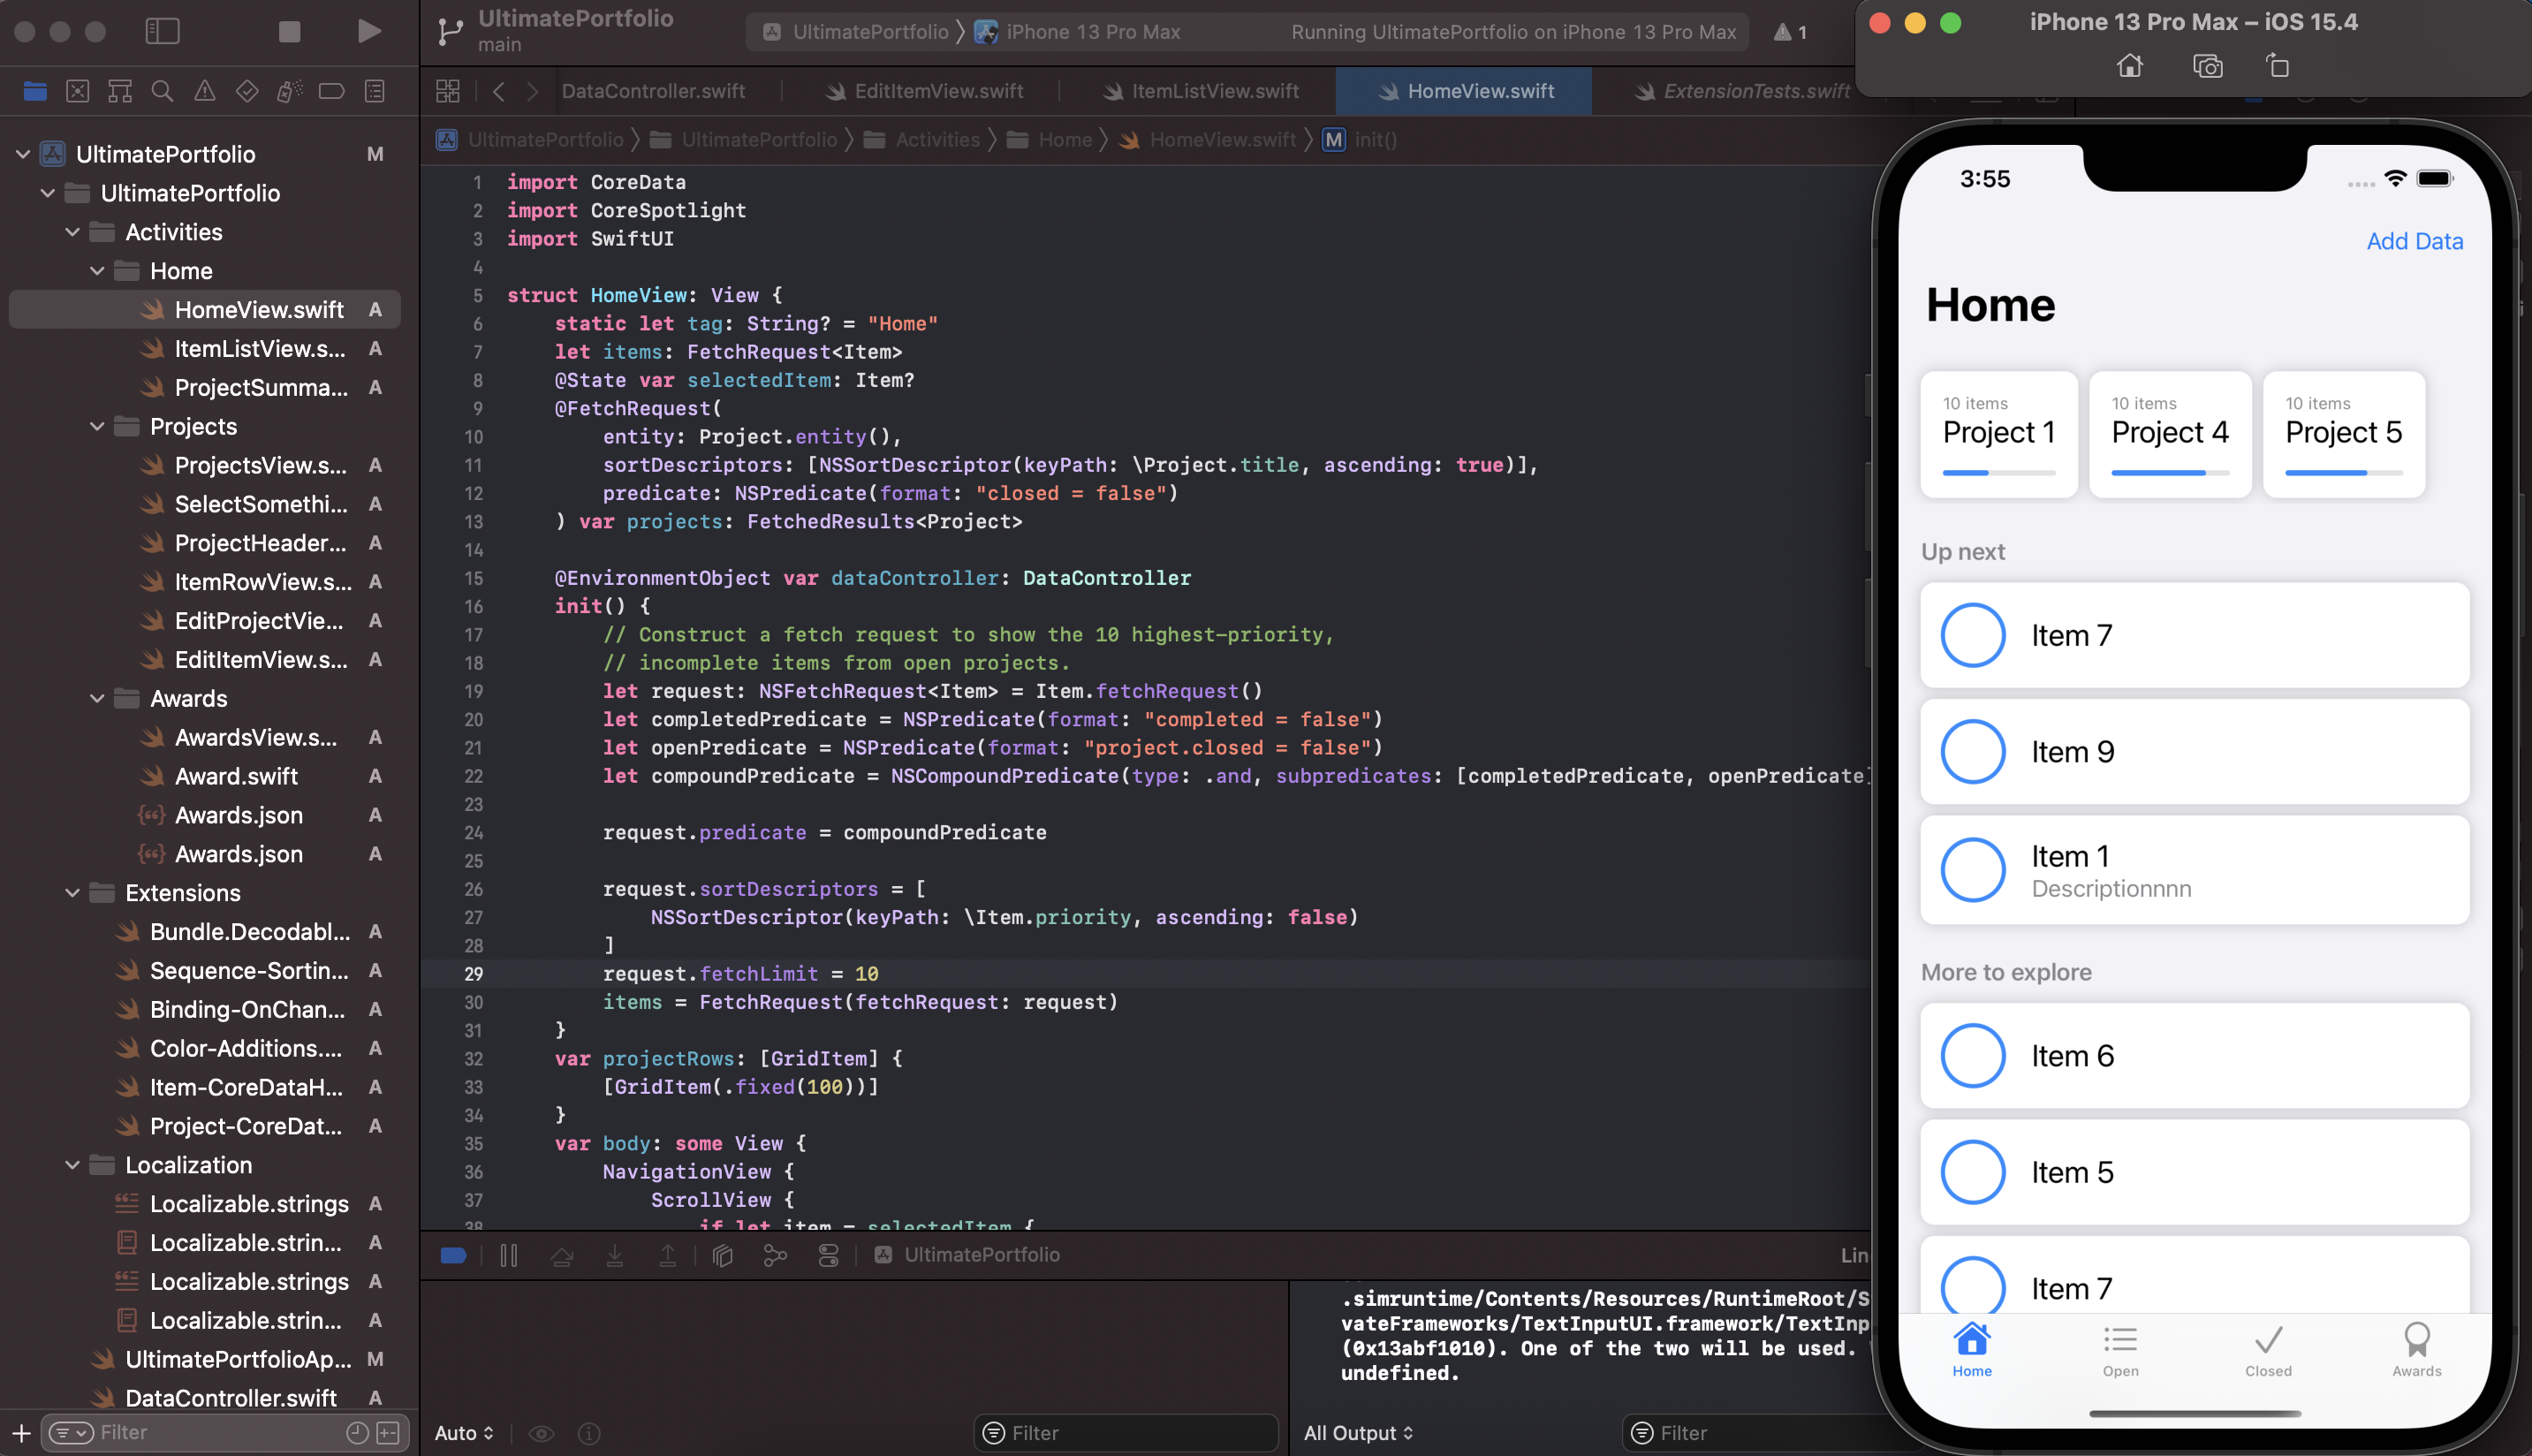 UltimatePortfolio
main
UltimatePortfolio
iPhone 13 Pro Max
Running UltimatePortfolio on iPhone 13 Pro Max
1
iPhone 13 Pro Max – iOS 15.4
DataController.swift
EditItemView.swift
ItemListView.swift
HomeView.swift
ExtensionTests.swift
UltimatePortfolio
UltimatePortfolio
Activities
Home
HomeView.swift
M
init()
UltimatePortfolio M
UltimatePortfolio
Activities
Home
HomeView.swift A
ItemListView.s... A
ProjectSumma... A
Projects
ProjectsView.s... A
SelectSomethi... A
ProjectHeader... A
ItemRowView.s... A
EditProjectVie... A
EditItemView.s... A
Awards
AwardsView.s... A
Award.swift A
Awards.json A
Awards.json A
Extensions
Bundle.Decodabl... A
Sequence-Sortin... A
Binding-OnChan... A
Color-Additions.... A
Item-CoreDataH... A
Project-CoreDat... A
Localization
Localizable.strings A
Localizable.strin... A
Localizable.strings A
Localizable.strin... A
UltimatePortfolioAp... M
DataController.swift A
Filter
1 import CoreData
2 import CoreSpotlight
3 import SwiftUI
4
5 struct HomeView: View {
6 static let tag: String? = "Home"
7 let items: FetchRequest<Item>
8 @State var selectedItem: Item?
9 @FetchRequest(
10 entity: Project.entity(),
11 sortDescriptors: [NSSortDescriptor(keyPath: \Project.title, ascending: true)],
12 predicate: NSPredicate(format: "closed = false")
13 ) var projects: FetchedResults<Project>
14
15 @EnvironmentObject var dataController: DataController
16 init() {
17 // Construct a fetch request to show the 10 highest-priority,
18 // incomplete items from open projects.
19 let request: NSFetchRequest<Item> = Item.fetchRequest()
20 let completedPredicate = NSPredicate(format: "completed = false")
21 let openPredicate = NSPredicate(format: "project.closed = false")
22 let compoundPredicate = NSCompoundPredicate(type: .and, subpredicates: [completedPredicate, openPredicate]
23
24 request.predicate = compoundPredicate
25
26 request.sortDescriptors = [
27 NSSortDescriptor(keyPath: \Item.priority, ascending: false)
28 ]
29 request.fetchLimit = 10
30 items = FetchRequest(fetchRequest: request)
31 }
32 var projectRows: [GridItem] {
33 [GridItem(.fixed(100))]
34 }
35 var body: some View {
36 NavigationView {
37 ScrollView {
38 if let item = selectedItem {
UltimatePortfolio
Lin
.simruntime/Contents/Resources/RuntimeRoot/S
vateFrameworks/TextInputUI.framework/TextInp
(0x13abf1010). One of the two will be used.
undefined.
Auto
Filter
All Output
Filter
3:55
Add Data
Home
10 items
Project 1
10 items
Project 4
10 items
Project 5
Up next
Item 7
Item 9
Item 1
Descriptionnnn
More to explore
Item 6
Item 5
Item 7
Home
Open
Closed
Awards